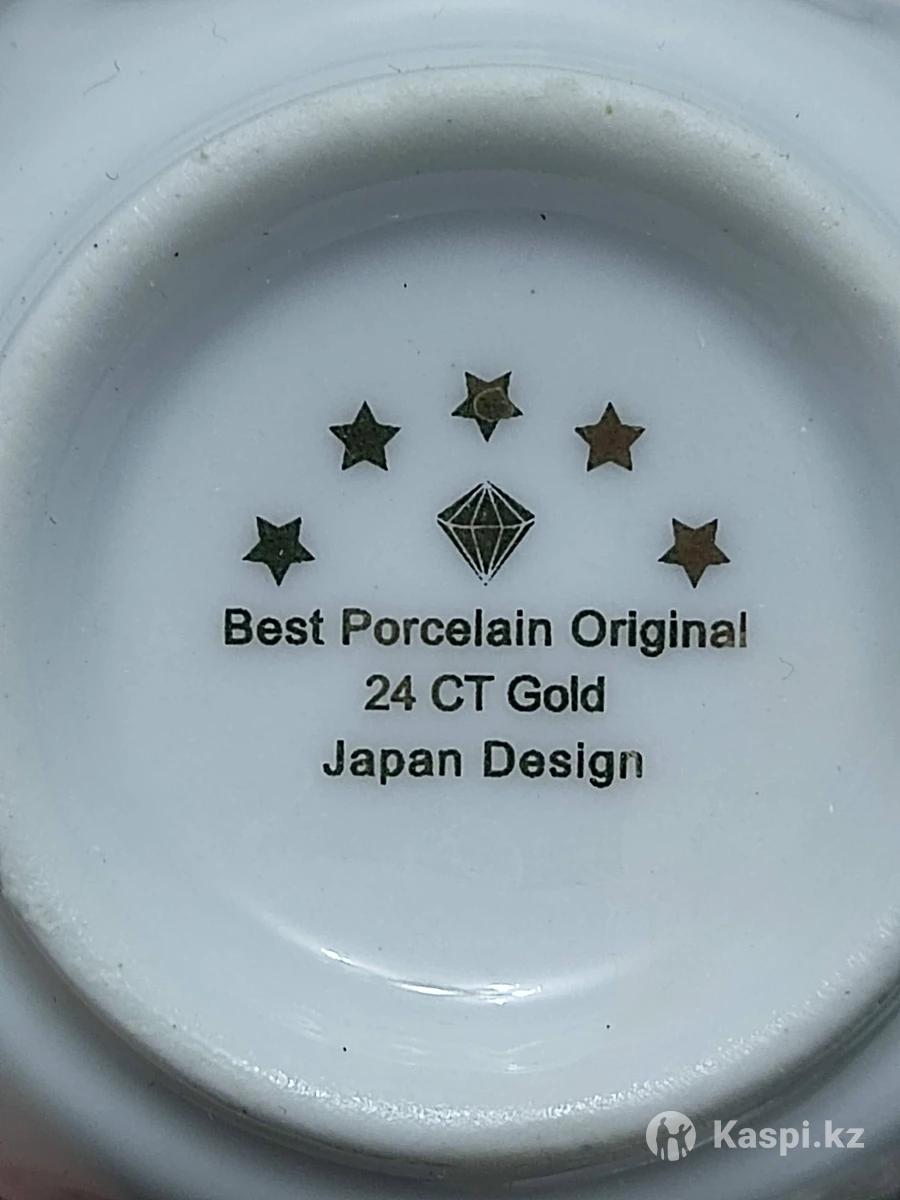 Best Porcelain Original
24 CT Gold
Japan Design
Kaspi.kz